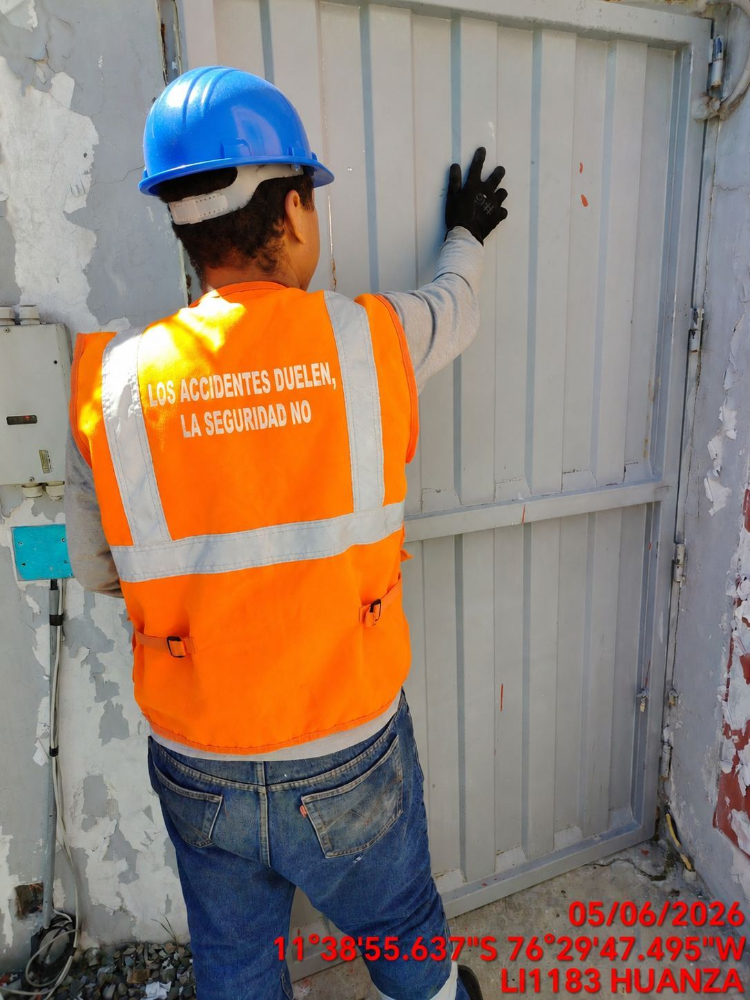 LOS ACCIDENTES DUELEN,
LA SEGURIDAD NO
05/06/2026
11°38'55.637"S 76°29'47.495"W
LI1183 HUANZA